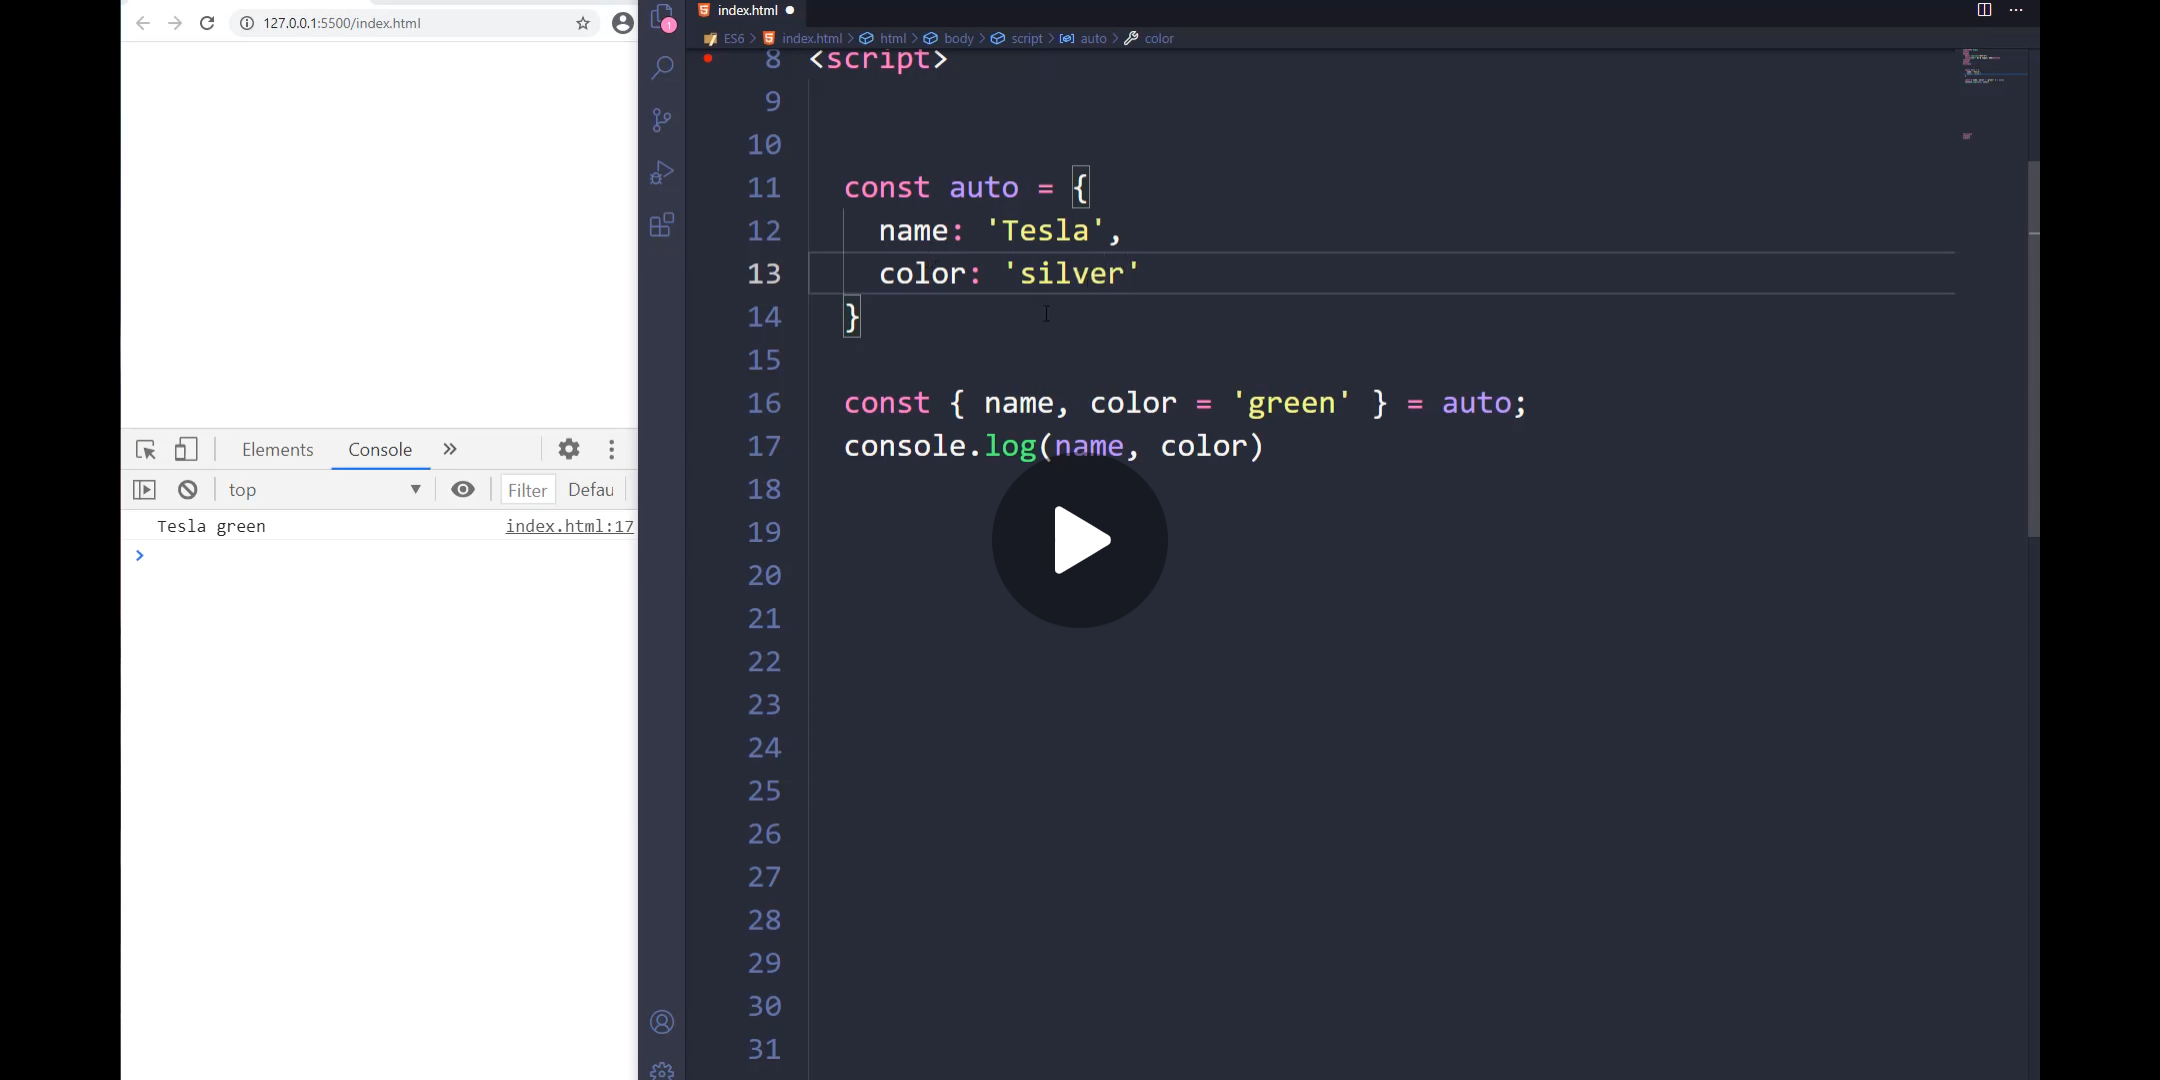 127.0.0.1:5500/index.html
Elements
Console
top
Filter
Defau
Tesla green
index.html:17
1
index.html
ES6 > index.html > html > body > script > auto > color
8 <script>
9
10
11 const auto = {
12 name: 'Tesla',
13 color: 'silver'
14 }
15
16 const { name, color = 'green' } = auto;
17 console.log(name, color)
18
19
20
21
22
23
24
25
26
27
28
29
30
31